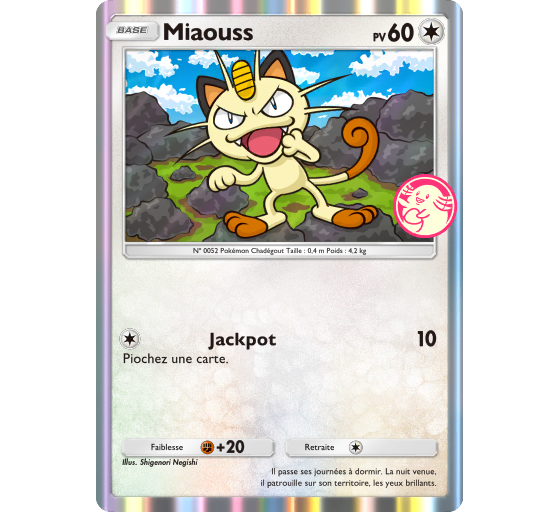 BASE Miaouss PV 60
N° 0052 Pokémon Chadégout Taille : 0,4 m Poids : 4,2 kg
Jackpot 10
Piochez une carte.
Faiblesse +20 Retraite
Illus. Shigenori Negishi
Il passe ses journées à dormir. La nuit venue,
il patrouille sur son territoire, les yeux brillants.